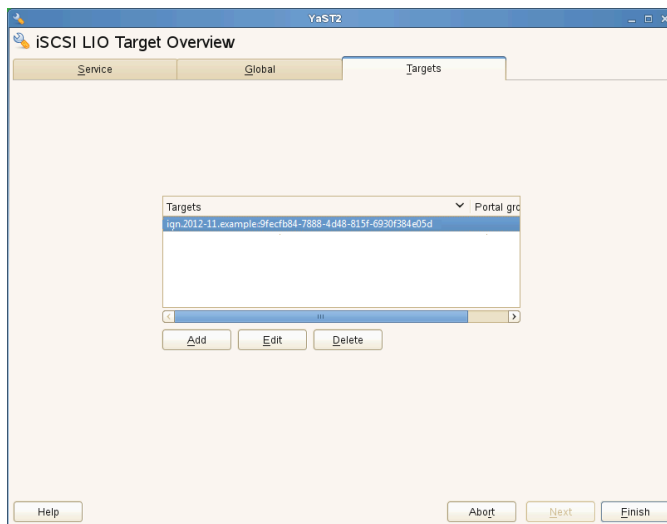 YaST2
iSCSI LIO Target Overview
Service Global Targets
Targets Portal gro
ign.2012-11.example:9fecfb84-7888-4d48-815f-6930f384e05d
Add Edit Delete
Help Abort Next Finish